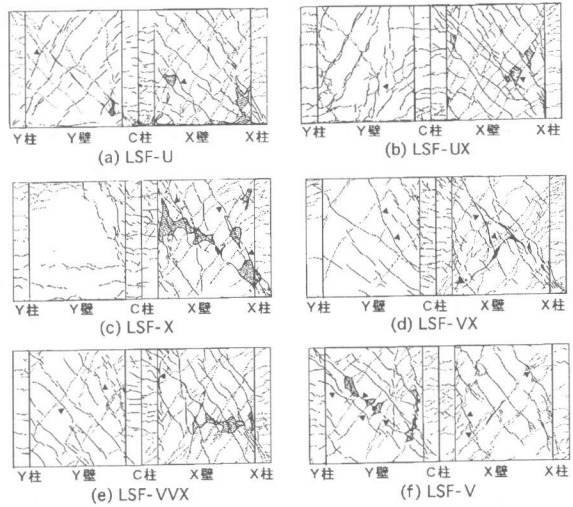 Y柱 Y壁 C柱 X壁 X柱
(a) LSF-U
Y柱 Y壁 C柱 X壁 X柱
(b) LSF-UX
Y柱 Y壁 C柱 X壁 X柱
(c) LSF-X
Y柱 Y壁 C柱 X壁 X柱
(d) LSF-VX
Y柱 Y壁 C柱 X壁 X柱
(e) LSF-VVX
Y柱 Y壁 C柱 X壁 X柱
(f) LSF-V